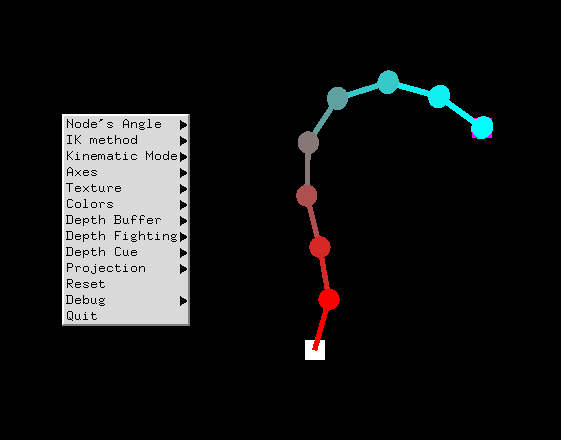 Node's Angle
IK method
Kinematic Mode
Axes
Texture
Colors
Depth Buffer
Depth Fighting
Depth Cue
Projection
Reset
Debug
Quit